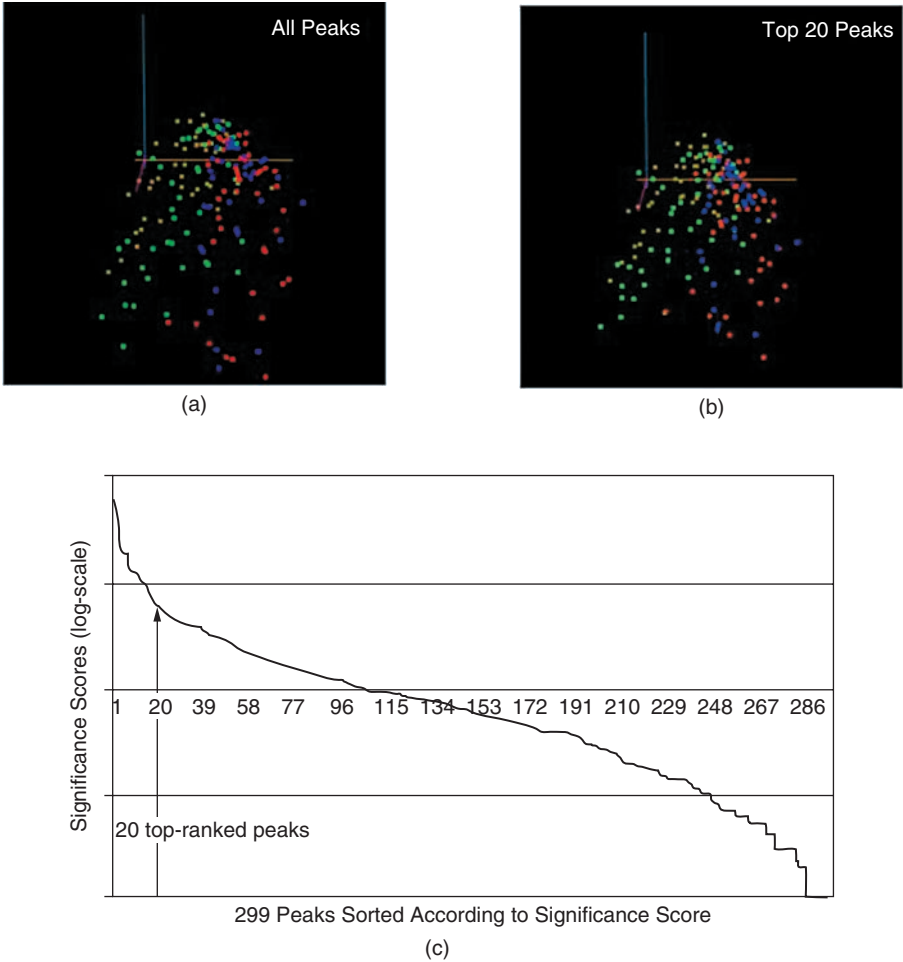 All Peaks
Top 20 Peaks
(a)
(b)
Significance Scores (log-scale)
1 20 39 58 77 96 115 134 153 172 191 210 229 248 267 286
20 top-ranked peaks
299 Peaks Sorted According to Significance Score
(c)